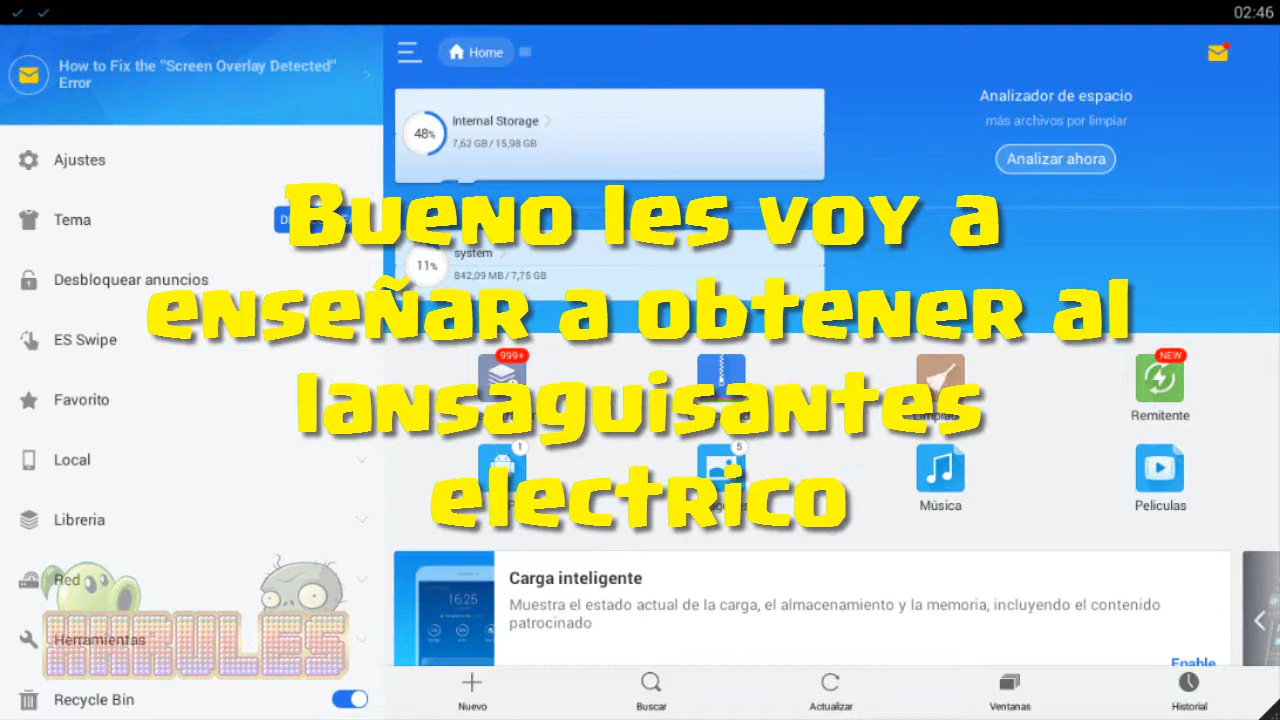 02:46
How to Fix the "Screen Overlay Detected"
Error
Ajustes
Tema
Desbloquear anuncios
ES Swipe
Favorito
Local
Libreria
Red
Herramientas
Recycle Bin
HARULES
Home
48%
Internal Storage
7,62 GB / 15,98 GB
11%
system
842,09 MB / 7,75 GB
Analizador de espacio
más archivos por limpiar
Analizar ahora
Bueno les voy a
enseñar a obtener al
lansaguisantes
electrico
999+
NEW
Remitente
1
5
Música
Peliculas
16:25
Carga inteligente
Muestra el estado actual de la carga, el almacenamiento y la memoria, incluyendo el contenido
patrocinado
Enable
Nuevo
Buscar
Actualizar
Ventanas
Historial